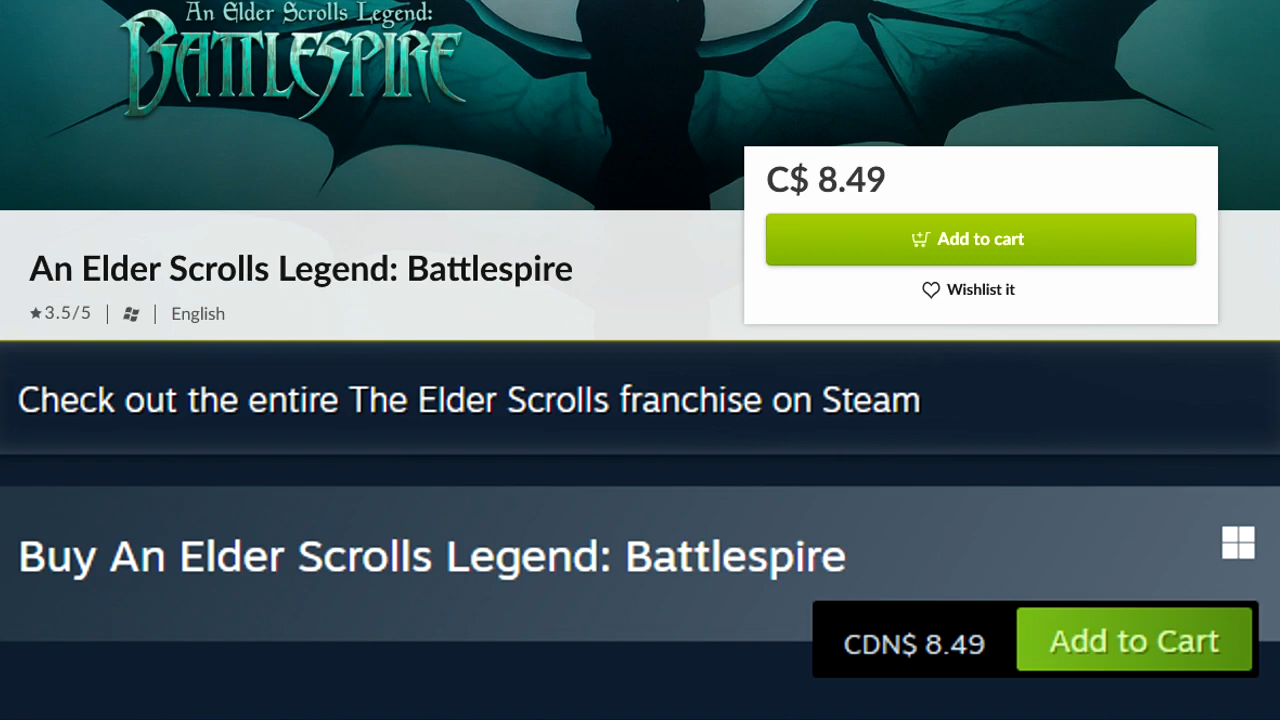 An Elder Scrolls Legend:
BATTLESPIRE
C$ 8.49
Add to cart
Wishlist it
An Elder Scrolls Legend: Battlespire
3.5/5 | | English
Check out the entire The Elder Scrolls franchise on Steam
Buy An Elder Scrolls Legend: Battlespire
CDN$ 8.49 Add to Cart